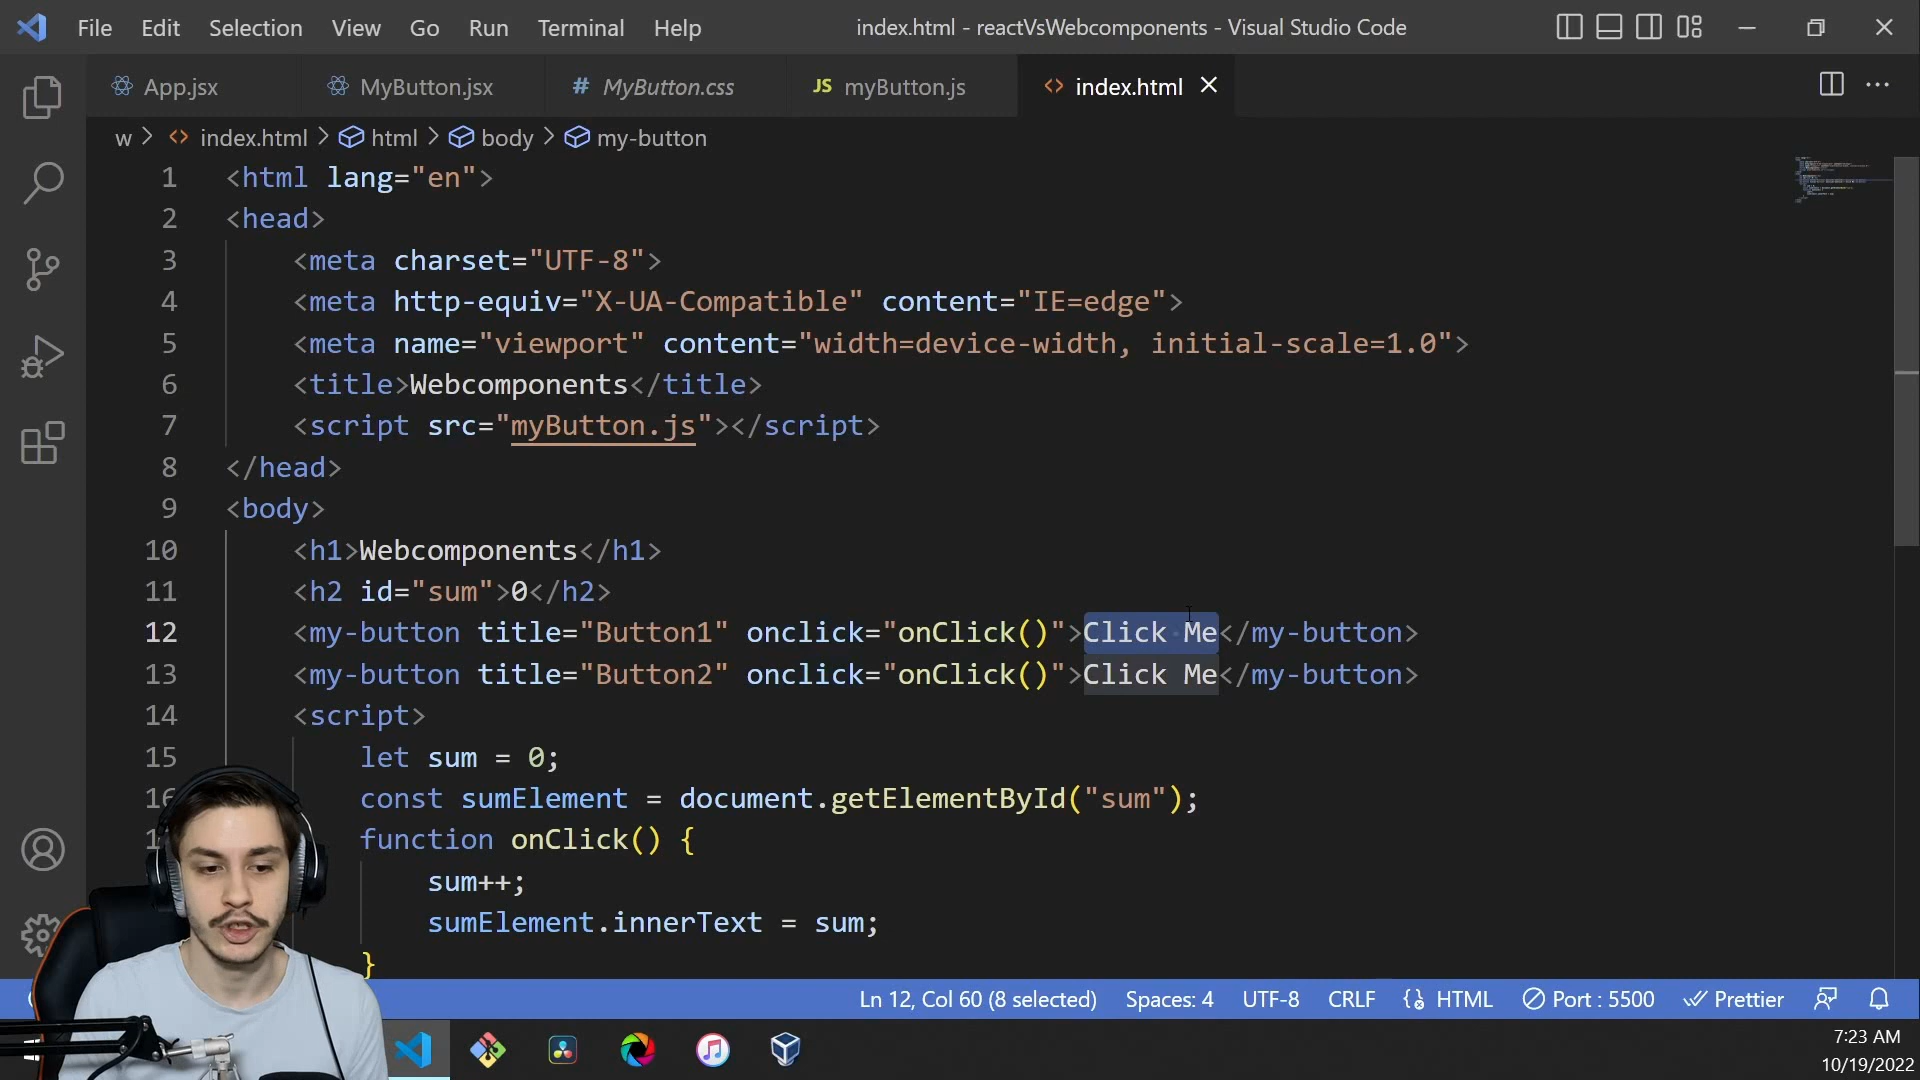 File Edit Selection View Go Run Terminal Help index.html - reactVsWebcomponents - Visual Studio Code
App.jsx MyButton.jsx # MyButton.css JS myButton.js <> index.html
w > <> index.html > html > body > my-button
1 <html lang="en">
2 <head>
3 <meta charset="UTF-8">
4 <meta http-equiv="X-UA-Compatible" content="IE=edge">
5 <meta name="viewport" content="width=device-width, initial-scale=1.0">
6 <title>Webcomponents</title>
7 <script src="myButton.js"></script>
8 </head>
9 <body>
10 <h1>Webcomponents</h1>
11 <h2 id="sum">0</h2>
12 <my-button title="Button1" onclick="onClick()">Click Me</my-button>
13 <my-button title="Button2" onclick="onClick()">Click Me</my-button>
14 <script>
15 let sum = 0;
16 const sumElement = document.getElementById("sum");
function onClick() {
sum++;
sumElement.innerText = sum;
}
Ln 12, Col 60 (8 selected) Spaces: 4 UTF-8 CRLF HTML Port : 5500 Prettier
7:23 AM
10/19/2022